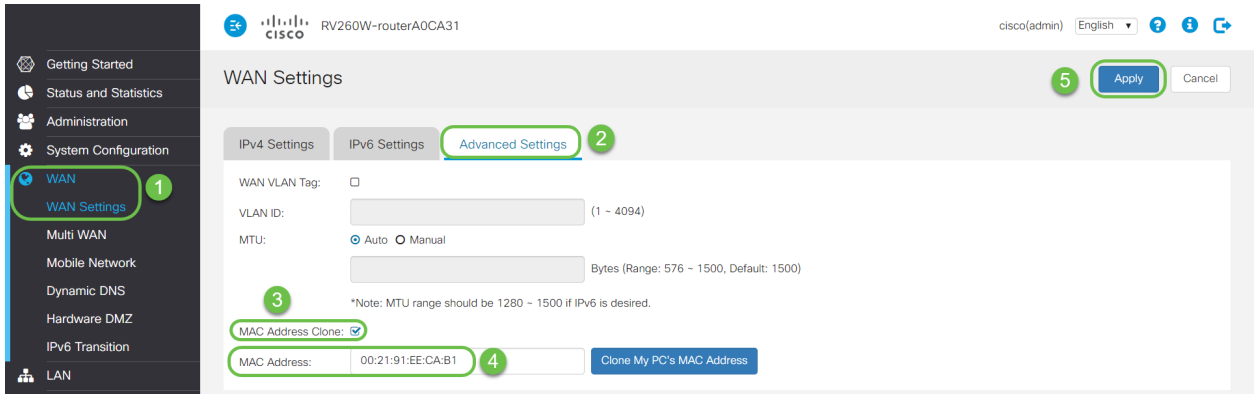 CISCO RV260W-routerA0CA31 cisco(admin) English ? i
Getting Started
Status and Statistics
Administration
System Configuration
WAN
WAN Settings
Multi WAN
Mobile Network
Dynamic DNS
Hardware DMZ
IPv6 Transition
LAN
1
WAN Settings 5 Apply Cancel
IPv4 Settings IPv6 Settings Advanced Settings 2
WAN VLAN Tag:
VLAN ID: (1 ~ 4094)
MTU: Auto Manual
Bytes (Range: 576 ~ 1500, Default: 1500)
*Note: MTU range should be 1280 ~ 1500 if IPv6 is desired.
3
MAC Address Clone:
MAC Address: 00:21:91:EE:CA:B1 4 Clone My PC's MAC Address